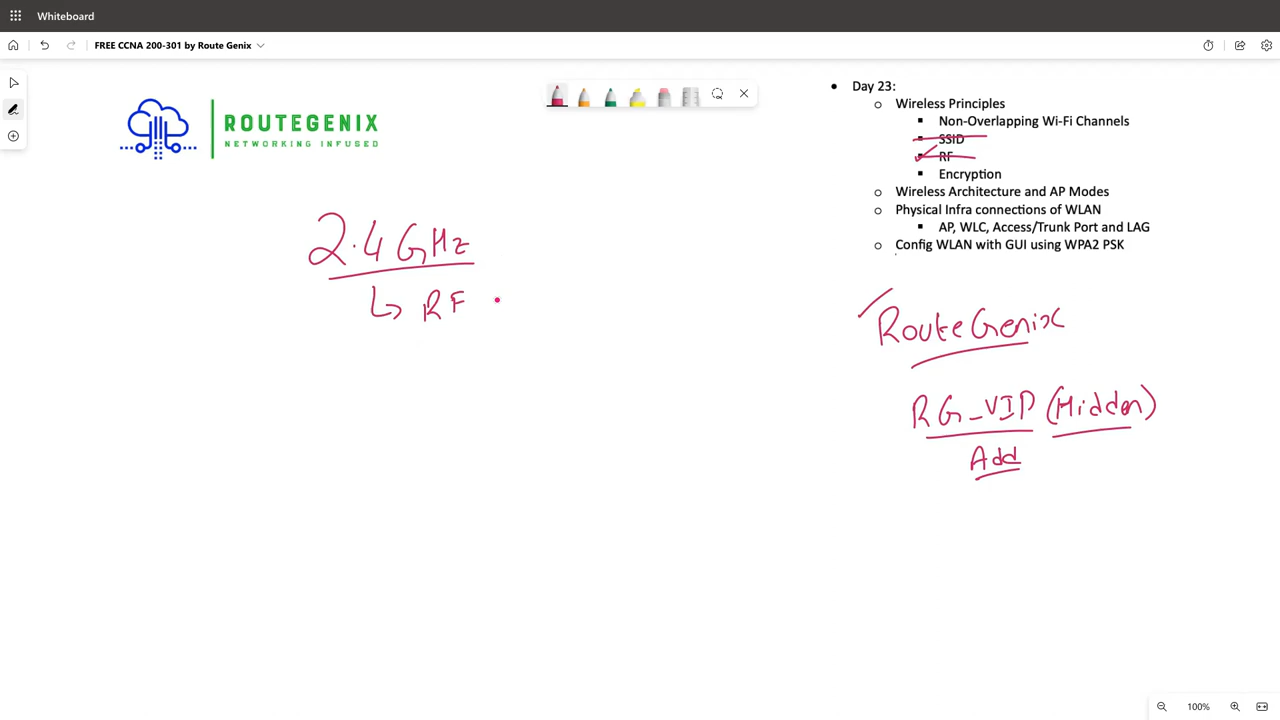 Whiteboard
FREE CCNA 200-301 by Route Genix
ROUTEGENIX
NETWORKING INFUSED
2.4 GHz
RF
Day 23:
Wireless Principles
Non-Overlapping Wi-Fi Channels
SSID
RF
Encryption
Wireless Architecture and AP Modes
Physical Infra connections of WLAN
AP, WLC, Access/Trunk Port and LAG
Config WLAN with GUI using WPA2 PSK
RouteGenix
RG_VIP (Hidden)
Add
100%